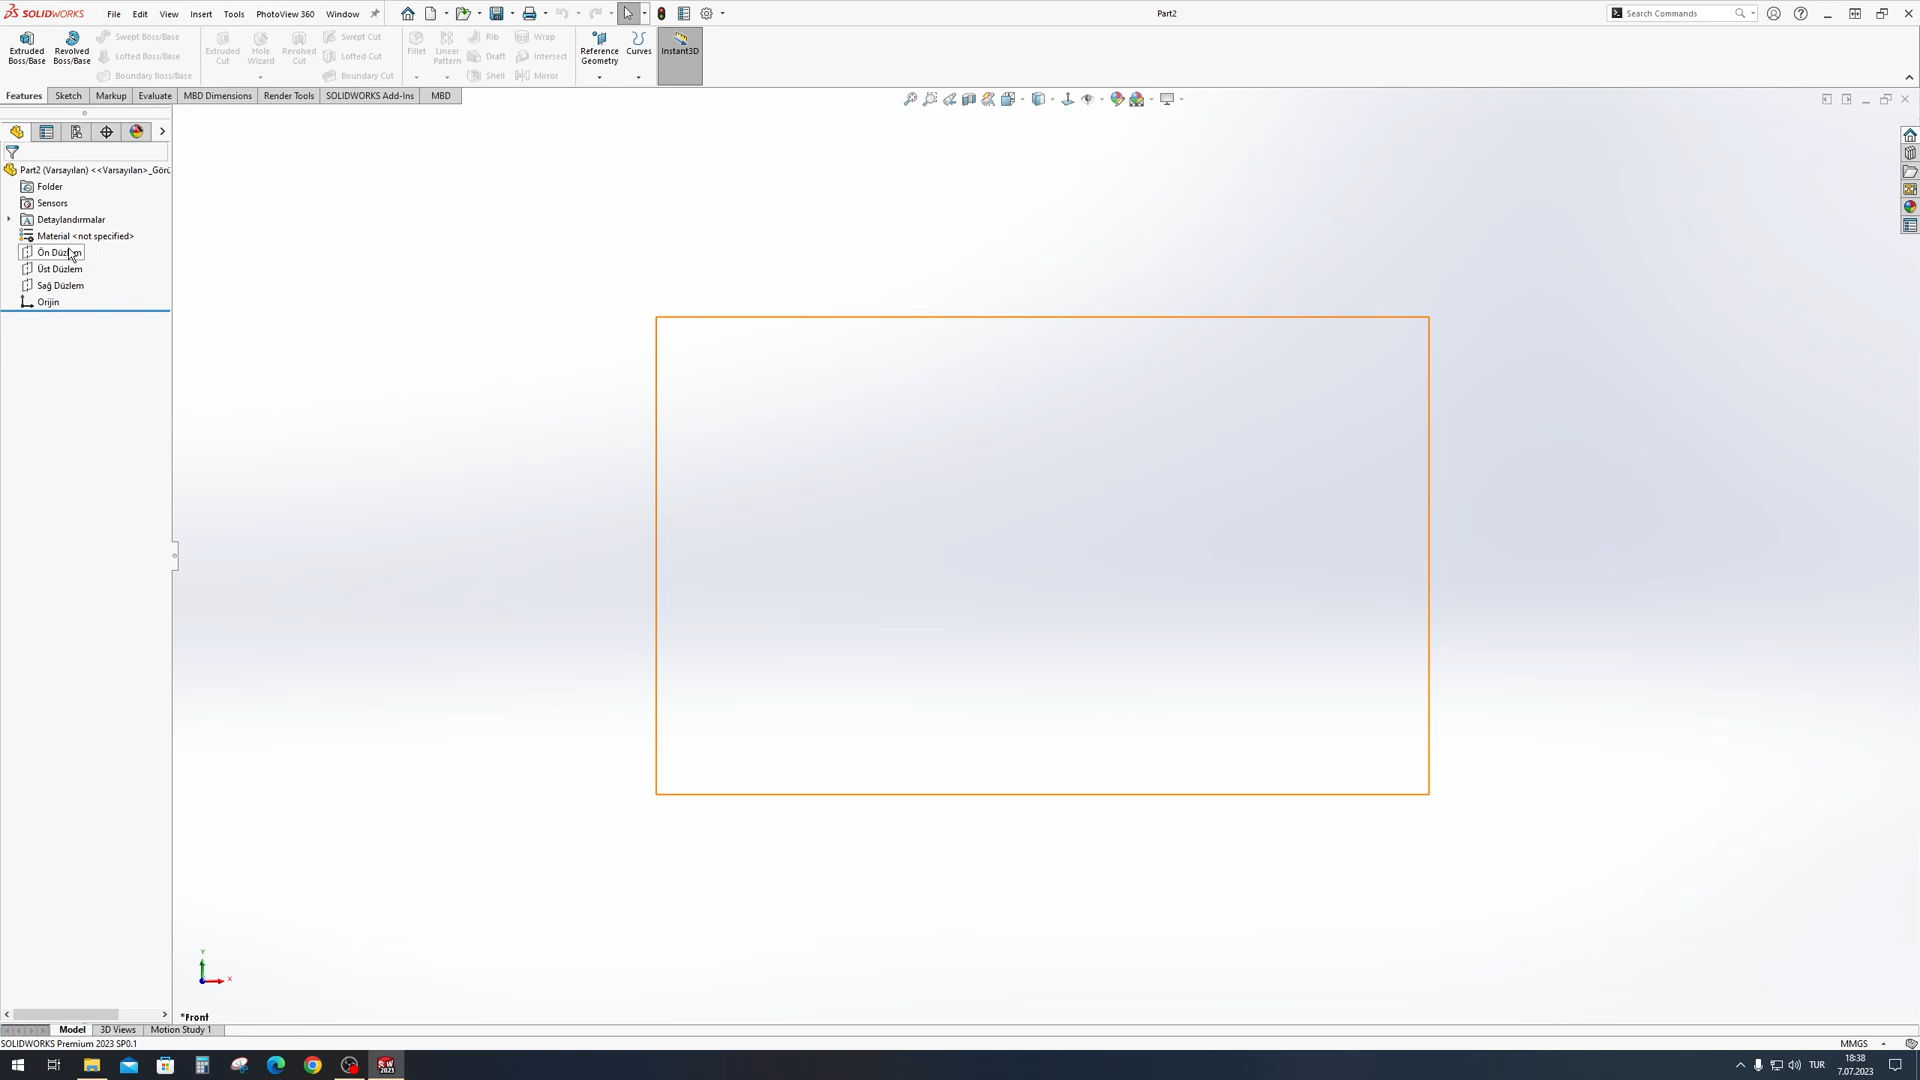 SOLIDWORKS File Edit View Insert Tools PhotoView 360 Window Part2 Search Commands
Extruded Boss/Base
Revolved Boss/Base
Swept Boss/Base
Lofted Boss/Base
Boundary Boss/Base
Extruded Cut
Hole Wizard
Revolved Cut
Swept Cut
Lofted Cut
Boundary Cut
Fillet
Linear Pattern
Rib
Draft
Shell
Wrap
Intersect
Mirror
Reference Geometry
Curves
Instant3D
Features Sketch Markup Evaluate MBD Dimensions Render Tools SOLIDWORKS Add-Ins MBD
Part2 (Varsayılan) <<Varsayılan>_Görü
Folder
Sensors
Detaylandırmalar
Material <not specified>
Ön Düzlem
Üst Düzlem
Sağ Düzlem
Orijin
Y
X
*Front
Model 3D Views Motion Study 1
SOLIDWORKS Premium 2023 SP0.1 MMGS
TUR 18:38
7.07.2023